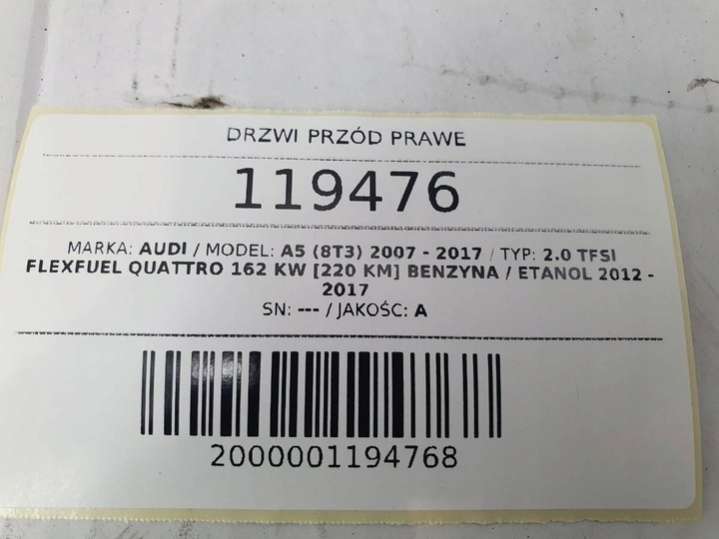 DRZWI PRZÓD PRAWE
119476
MARKA: AUDI / MODEL: A5 (8T3) 2007 - 2017 / TYP: 2.0 TFSI
FLEXFUEL QUATTRO 162 KW [220 KM] BENZYNA / ETANOL 2012 -
2017
SN: --- / JAKOŚC: A
2000001194768